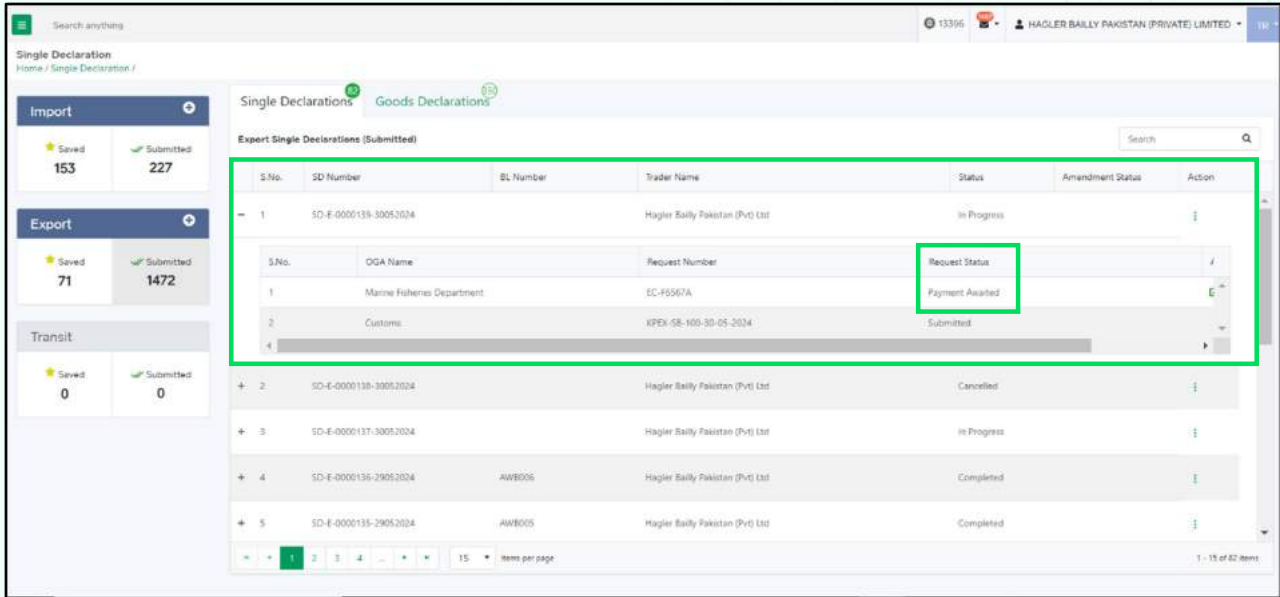 Search anything
13396
HAGLER BAILLY PAKISTAN (PRIVATE) LIMITED
TR
Single Declaration
Home / Single Declaration /
Import
Saved Submitted
153 227
Export
Saved Submitted
71 1472
Transit
Saved Submitted
0 0
Single Declarations 82 Goods Declarations
Export Single Declarations (Submitted)
Search
S.No. SD Number BL Number Trader Name Status Amendment Status Action
1 SD-E-0000139-30052024 Hagler Bailly Pakistan (Pvt) Ltd In Progress
S.No. OGA Name Request Number Request Status
1 Marine Fisheries Department EC-F6567A Payment Awaited
2 Customs KPEX-SB-100-30-05-2024 Submitted
+ 2 SD-E-0000138-30052024 Hagler Bailly Pakistan (Pvt) Ltd Cancelled
+ 3 SD-E-0000137-30052024 Hagler Bailly Pakistan (Pvt) Ltd In Progress
+ 4 SD-E-0000136-29052024 AWB006 Hagler Bailly Pakistan (Pvt) Ltd Completed
+ 5 SD-E-0000135-29052024 AWB005 Hagler Bailly Pakistan (Pvt) Ltd Completed
1 2 3 4 ... 15 items per page 1 - 15 of 82 items